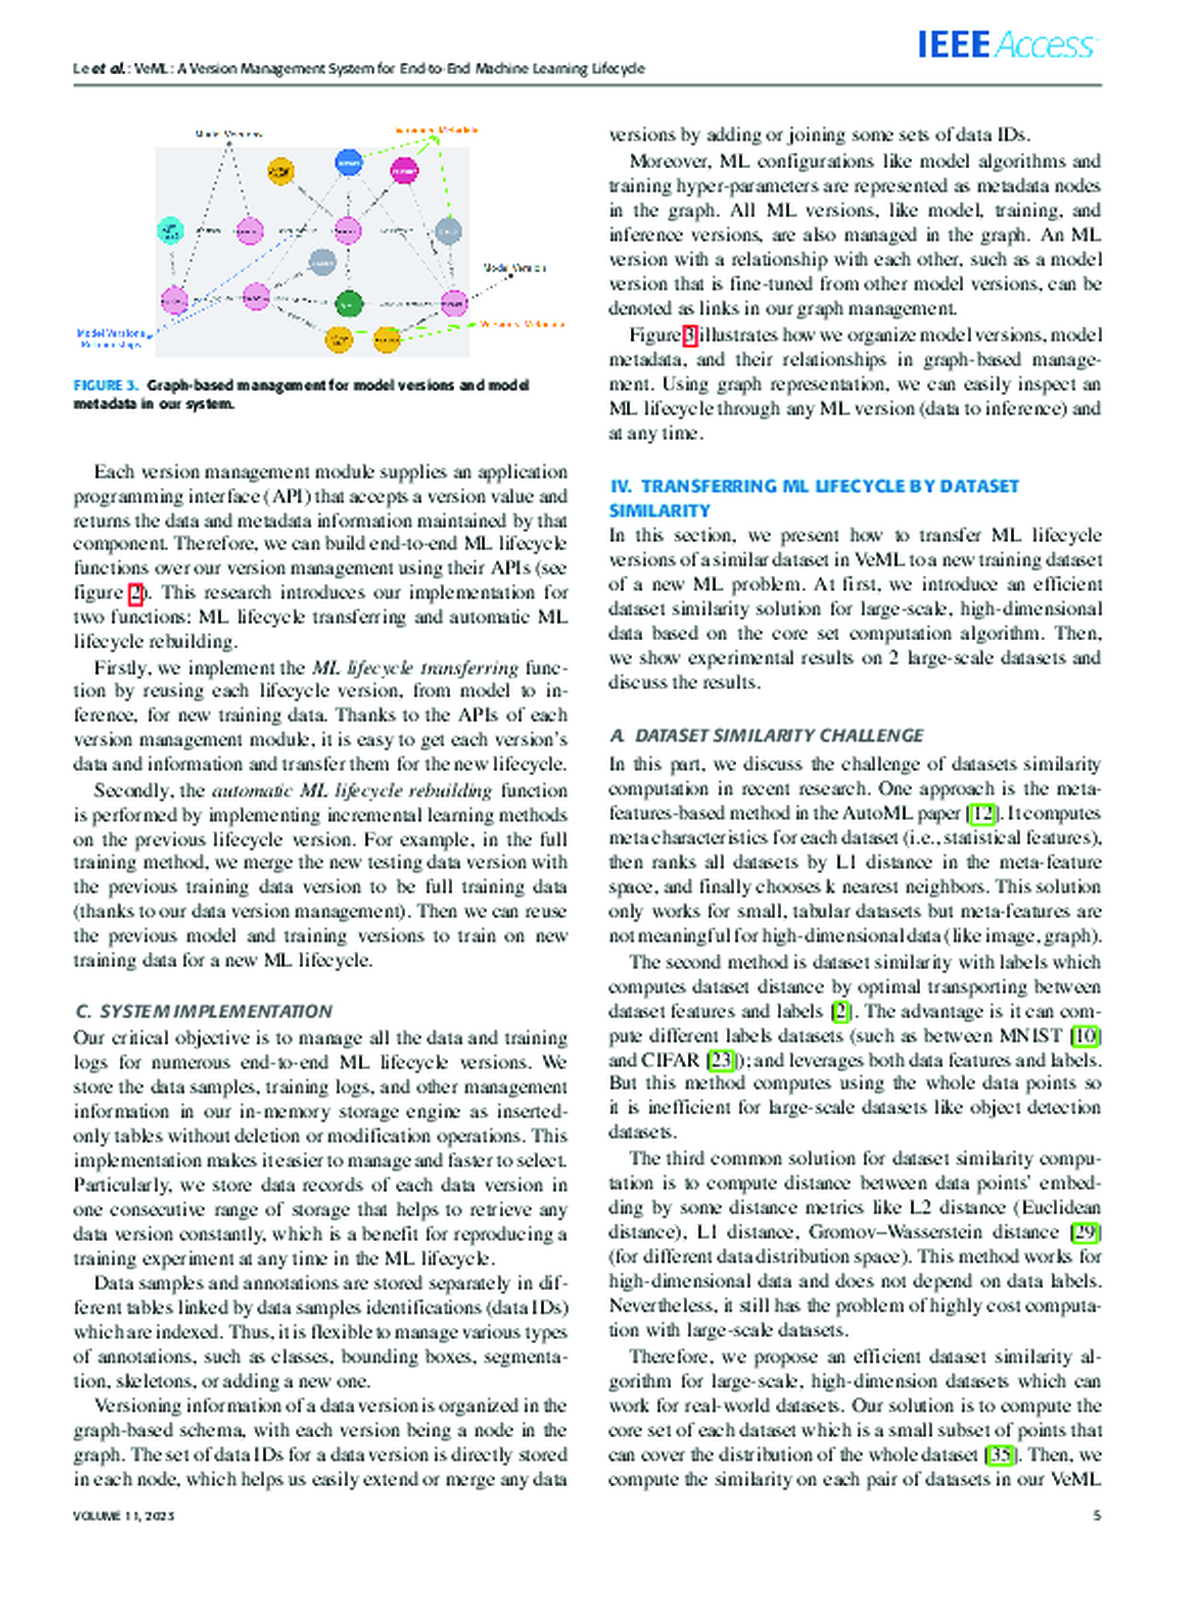 IEEE Access
Le et al.: VeML: A Version Management System for End-to-End Machine Learning Lifecycle
Model Versions
Model Version
Model Versions
Relationships
FIGURE 3. Graph-based management for model versions and model
metadata in our system.
Each version management module supplies an application
programming interface (API) that accepts a version value and
returns the data and metadata information maintained by that
component. Therefore, we can build end-to-end ML lifecycle
functions over our version management using their APIs (see
figure 2). This research introduces our implementation for
two functions: ML lifecycle transferring and automatic ML
lifecycle rebuilding.
Firstly, we implement the ML lifecycle transferring func-
tion by reusing each lifecycle version, from model to in-
ference, for new training data. Thanks to the APIs of each
version management module, it is easy to get each version's
data and information and transfer them for the new lifecycle.
Secondly, the automatic ML lifecycle rebuilding function
is performed by implementing incremental learning methods
on the previous lifecycle version. For example, in the full
training method, we merge the new testing data version with
the previous training data version to be full training data
(thanks to our data version management). Then we can reuse
the previous model and training versions to train on new
training data for a new ML lifecycle.
C. SYSTEM IMPLEMENTATION
Our critical objective is to manage all the data and training
logs for numerous end-to-end ML lifecycle versions. We
store the data samples, training logs, and other management
information in our in-memory storage engine as inserted-
only tables without deletion or modification operations. This
implementation makes it easier to manage and faster to select.
Particularly, we store data records of each data version in
one consecutive range of storage that helps to retrieve any
data version constantly, which is a benefit for reproducing a
training experiment at any time in the ML lifecycle.
Data samples and annotations are stored separately in dif-
ferent tables linked by data samples identifications (data IDs)
which are indexed. Thus, it is flexible to manage various types
of annotations, such as classes, bounding boxes, segmenta-
tion, skeletons, or adding a new one.
Versioning information of a data version is organized in the
graph-based schema, with each version being a node in the
graph. The set of data IDs for a data version is directly stored
in each node, which helps us easily extend or merge any data
versions by adding or joining some sets of data IDs.
Moreover, ML configurations like model algorithms and
training hyper-parameters are represented as metadata nodes
in the graph. All ML versions, like model, training, and
inference versions, are also managed in the graph. An ML
version with a relationship with each other, such as a model
version that is fine-tuned from other model versions, can be
denoted as links in our graph management.
Figure 3 illustrates how we organize model versions, model
metadata, and their relationships in graph-based manage-
ment. Using graph representation, we can easily inspect an
ML lifecycle through any ML version (data to inference) and
at any time.
IV. TRANSFERRING ML LIFECYCLE BY DATASET
SIMILARITY
In this section, we present how to transfer ML lifecycle
versions of a similar dataset in VeML to a new training dataset
of a new ML problem. At first, we introduce an efficient
dataset similarity solution for large-scale, high-dimensional
data based on the core set computation algorithm. Then,
we show experimental results on 2 large-scale datasets and
discuss the results.
A. DATASET SIMILARITY CHALLENGE
In this part, we discuss the challenge of datasets similarity
computation in recent research. One approach is the meta-
features-based method in the AutoML paper [12]. It computes
meta characteristics for each dataset (i.e., statistical features),
then ranks all datasets by L1 distance in the meta-feature
space, and finally chooses k nearest neighbors. This solution
only works for small, tabular datasets but meta-features are
not meaningful for high-dimensional data (like image, graph).
The second method is dataset similarity with labels which
computes dataset distance by optimal transporting between
dataset features and labels [2]. The advantage is it can com-
pute different labels datasets (such as between MNIST [10]
and CIFAR [23]); and leverages both data features and labels.
But this method computes using the whole data points so
it is inefficient for large-scale datasets like object detection
datasets.
The third common solution for dataset similarity compu-
tation is to compute distance between data points' embed-
ding by some distance metrics like L2 distance (Euclidean
distance), L1 distance, Gromov–Wasserstein distance [29]
(for different data distribution space). This method works for
high-dimensional data and does not depend on data labels.
Nevertheless, it still has the problem of highly cost computa-
tion with large-scale datasets.
Therefore, we propose an efficient dataset similarity al-
gorithm for large-scale, high-dimension datasets which can
work for real-world datasets. Our solution is to compute the
core set of each dataset which is a small subset of points that
can cover the distribution of the whole dataset [35]. Then, we
compute the similarity on each pair of datasets in our VeML
VOLUME 11, 2023
5